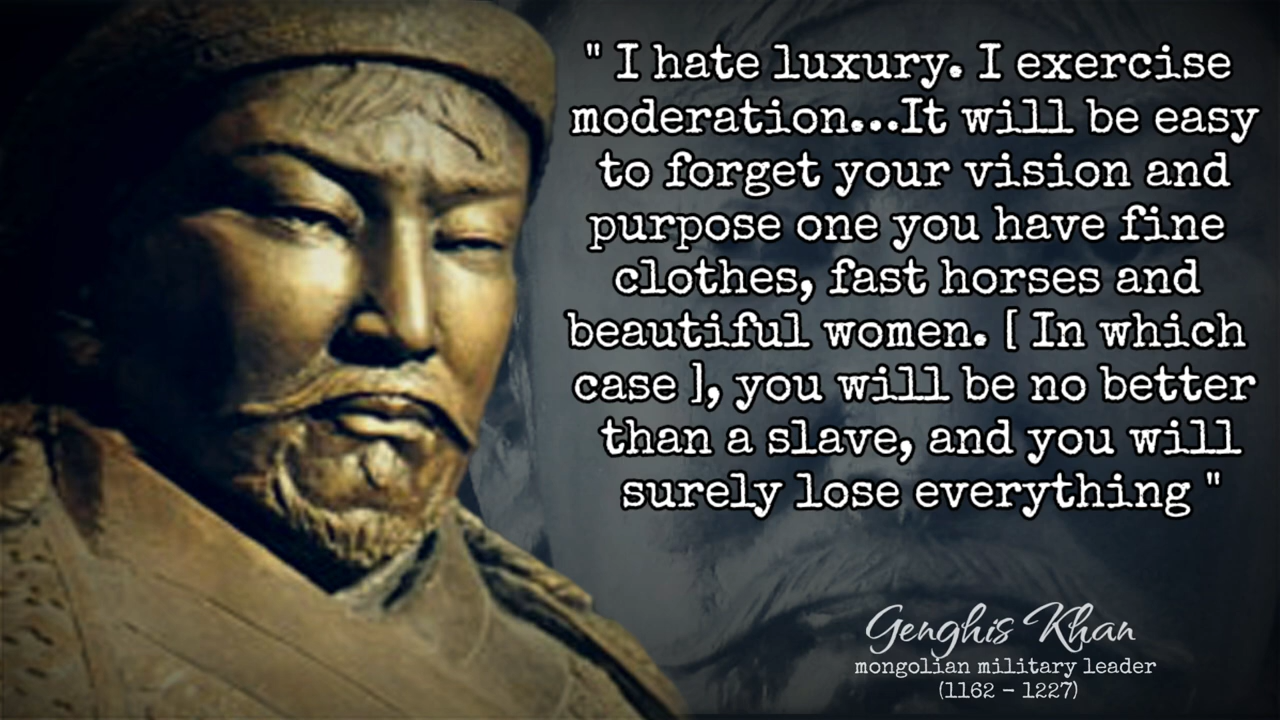 " I hate luxury. I exercise
moderation...It will be easy
to forget your vision and
purpose one you have fine
clothes, fast horses and
beautiful women. [ In which
case ], you will be no better
than a slave, and you will
surely lose everything "
Genghis Khan
mongolian military leader
(1162 - 1227)